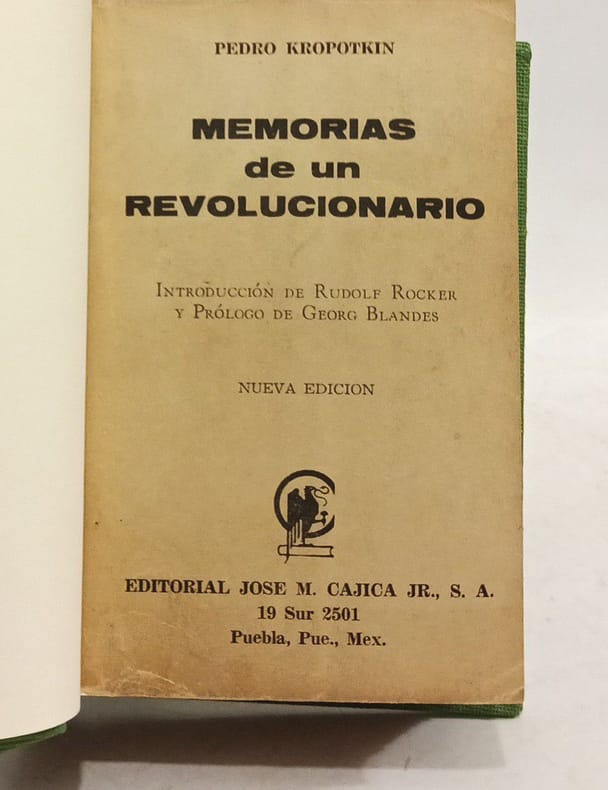 PEDRO KROPOTKIN
MEMORIAS
de un
REVOLUCIONARIO
INTRODUCCIÓN DE RUDOLF ROCKER
Y PRÓLOGO DE GEORG BLANDES
NUEVA EDICION
EDITORIAL JOSE M. CAJICA JR., S. A.
19 Sur 2501
Puebla, Pue., Mex.